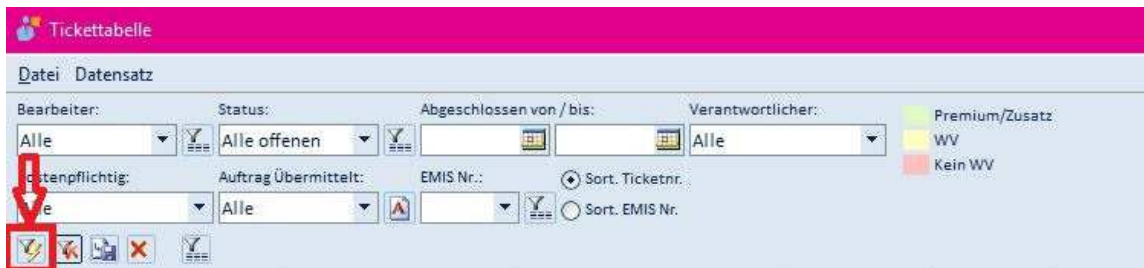 Tickettabelle
Datei Datensatz
Bearbeiter: Status: Abgeschlossen von / bis: Verantwortlicher: Premium/Zusatz
Alle Alle offenen Alle WV
Kein WV
ostenpflichtig: Auftrag Übermittelt: EMIS Nr.: Sort. Ticketnr.
e Alle Sort. EMIS Nr.